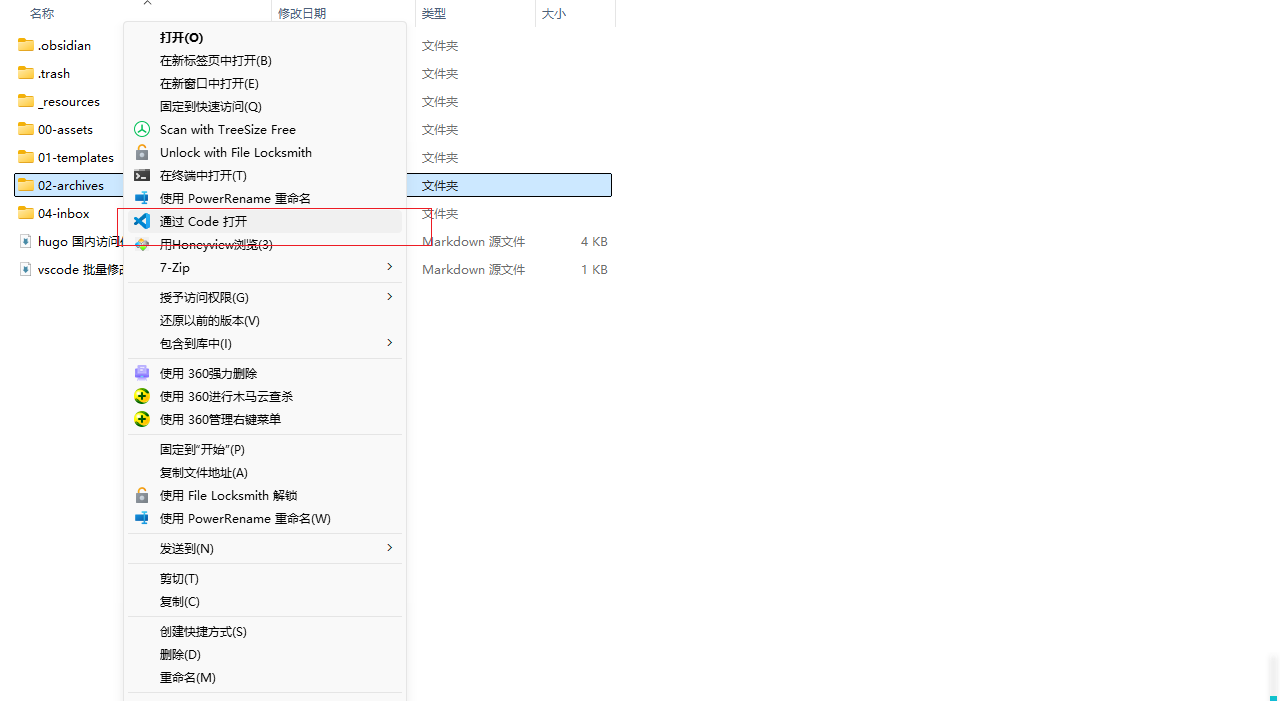 名称 修改日期 类型 大小
.obsidian 文件夹
.trash 文件夹
_resources 文件夹
00-assets 文件夹
01-templates 文件夹
02-archives 文件夹
04-inbox 文件夹
hugo 国内访问 Markdown 源文件 4 KB
vscode 批量修改 Markdown 源文件 1 KB
打开(O)
在新标签页中打开(B)
在新窗口中打开(E)
固定到快速访问(Q)
Scan with TreeSize Free
Unlock with File Locksmith
在终端中打开(T)
使用 PowerRename 重命名
通过 Code 打开
用Honeyview浏览(3)
7-Zip
授予访问权限(G)
还原以前的版本(V)
包含到库中(I)
使用 360强力删除
使用 360进行木马云查杀
使用 360管理右键菜单
固定到“开始”(P)
复制文件地址(A)
使用 File Locksmith 解锁
使用 PowerRename 重命名(W)
发送到(N)
剪切(T)
复制(C)
创建快捷方式(S)
删除(D)
重命名(M)